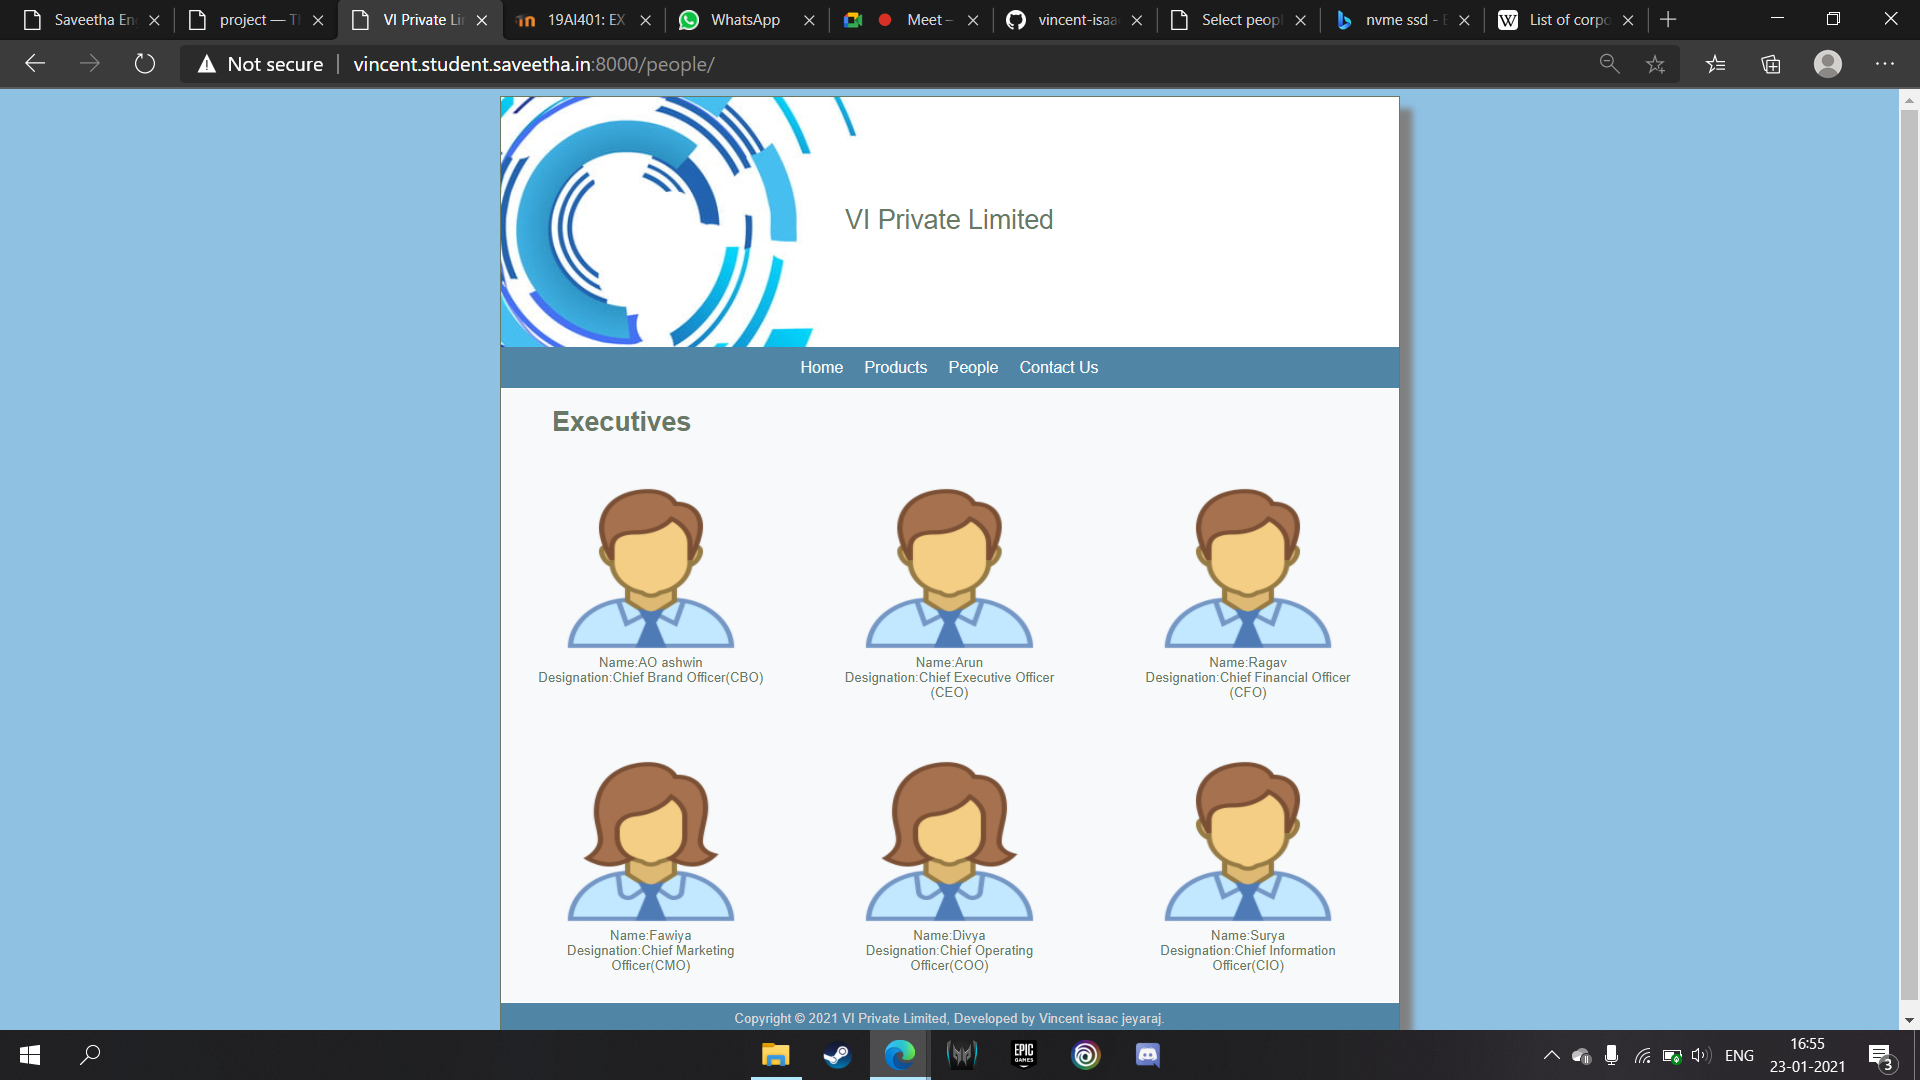 Saveetha En
project — Th
VI Private Li
19AI401: EX
WhatsApp
Meet –
vincent-isaa
Select peopl
nvme ssd -
List of corpo
Not secure
vincent.student.saveetha.in:8000/people/
VI Private Limited
Home Products People Contact Us
Executives
Name:AO ashwin
Designation:Chief Brand Officer(CBO)
Name:Arun
Designation:Chief Executive Officer
(CEO)
Name:Ragav
Designation:Chief Financial Officer
(CFO)
Name:Fawiya
Designation:Chief Marketing
Officer(CMO)
Name:Divya
Designation:Chief Operating
Officer(COO)
Name:Surya
Designation:Chief Information
Officer(CIO)
Copyright © 2021 VI Private Limited, Developed by Vincent isaac jeyaraj.
EPIC
GAMES
ENG
16:55
23-01-2021
3